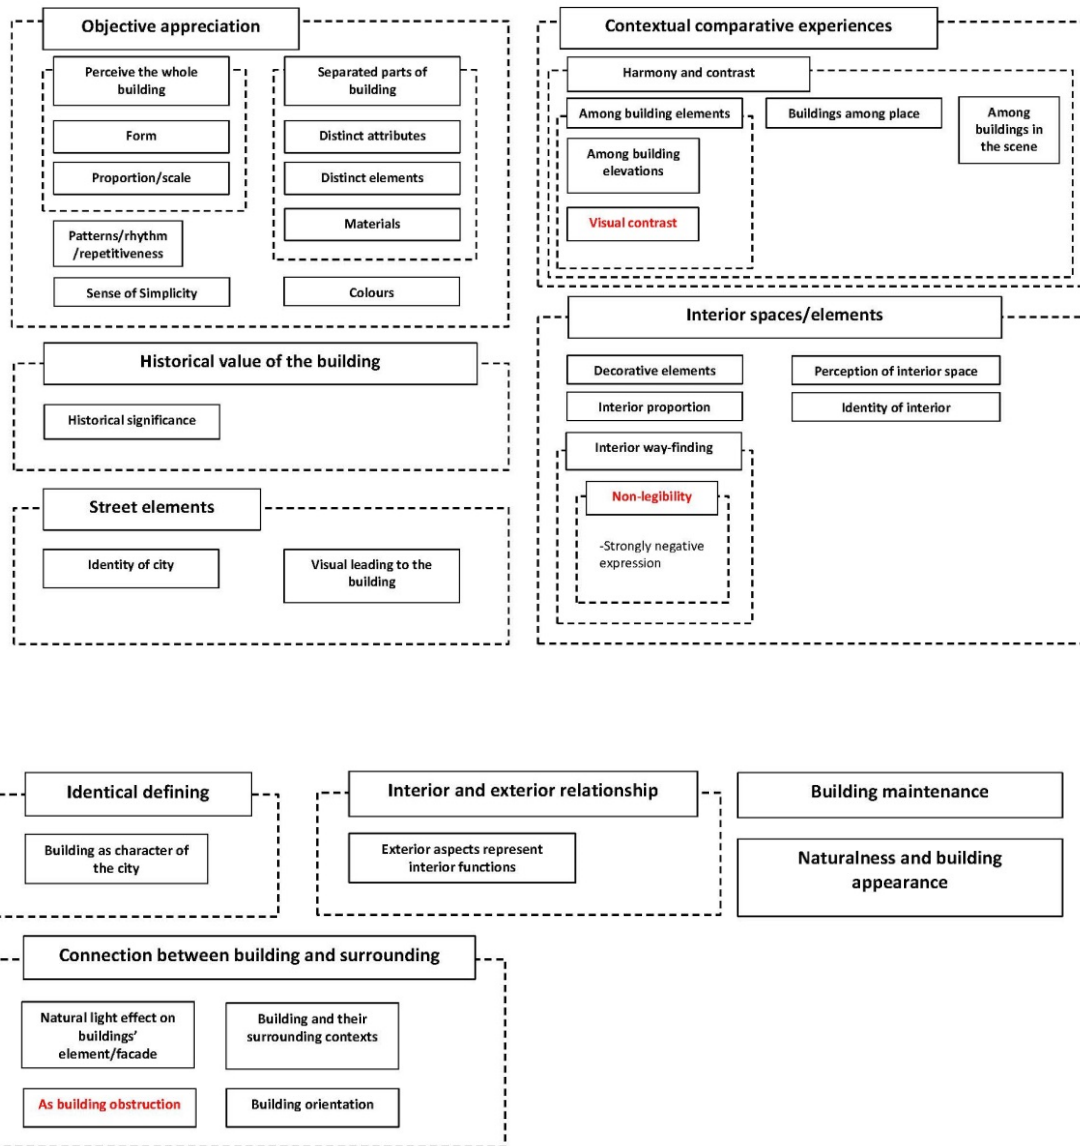 Objective appreciation
Perceive the whole
building
Form
Proportion/scale
Patterns/rhythm
/repetitiveness
Sense of Simplicity
Separated parts of
building
Distinct attributes
Distinct elements
Materials
Colours
Contextual comparative experiences
Harmony and contrast
Among building elements
Among building
elevations
Visual contrast
Buildings among place
Among
buildings in
the scene
Historical value of the building
Historical significance
Street elements
Identity of city
Visual leading to the
building
Interior spaces/elements
Decorative elements
Interior proportion
Interior way-finding
Non-legibility
-Strongly negative
expression
Perception of interior space
Identity of interior
Identical defining
Building as character of
the city
Interior and exterior relationship
Exterior aspects represent
interior functions
Building maintenance
Naturalness and building
appearance
Connection between building and surrounding
Natural light effect on
buildings’
element/facade
Building and their
surrounding contexts
As building obstruction
Building orientation